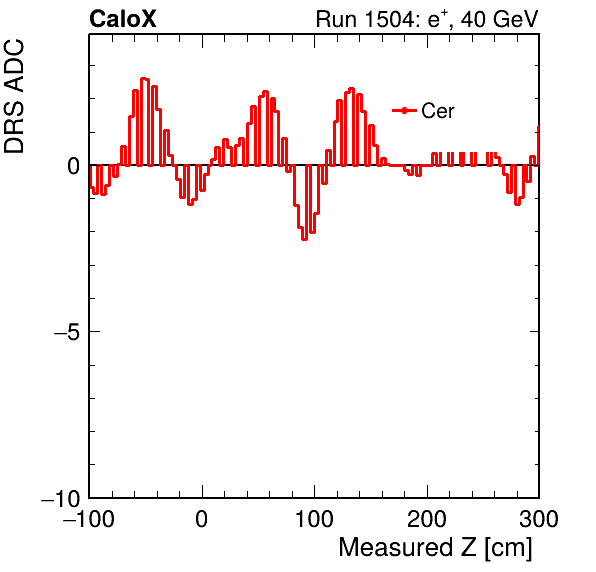 CaloX Run 1504: e⁺, 40 GeV
DRS ADC
Cer
0
−5
−10
−100 0 100 200 300
Measured Z [cm]